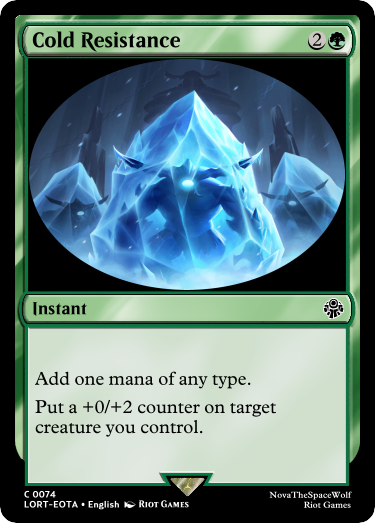 Cold Resistance 2
Instant
Add one mana of any type.
Put a +0/+2 counter on target
creature you control.
C 0074
LORT-EOTA • English Riot Games
NovaTheSpaceWolf
Riot Games